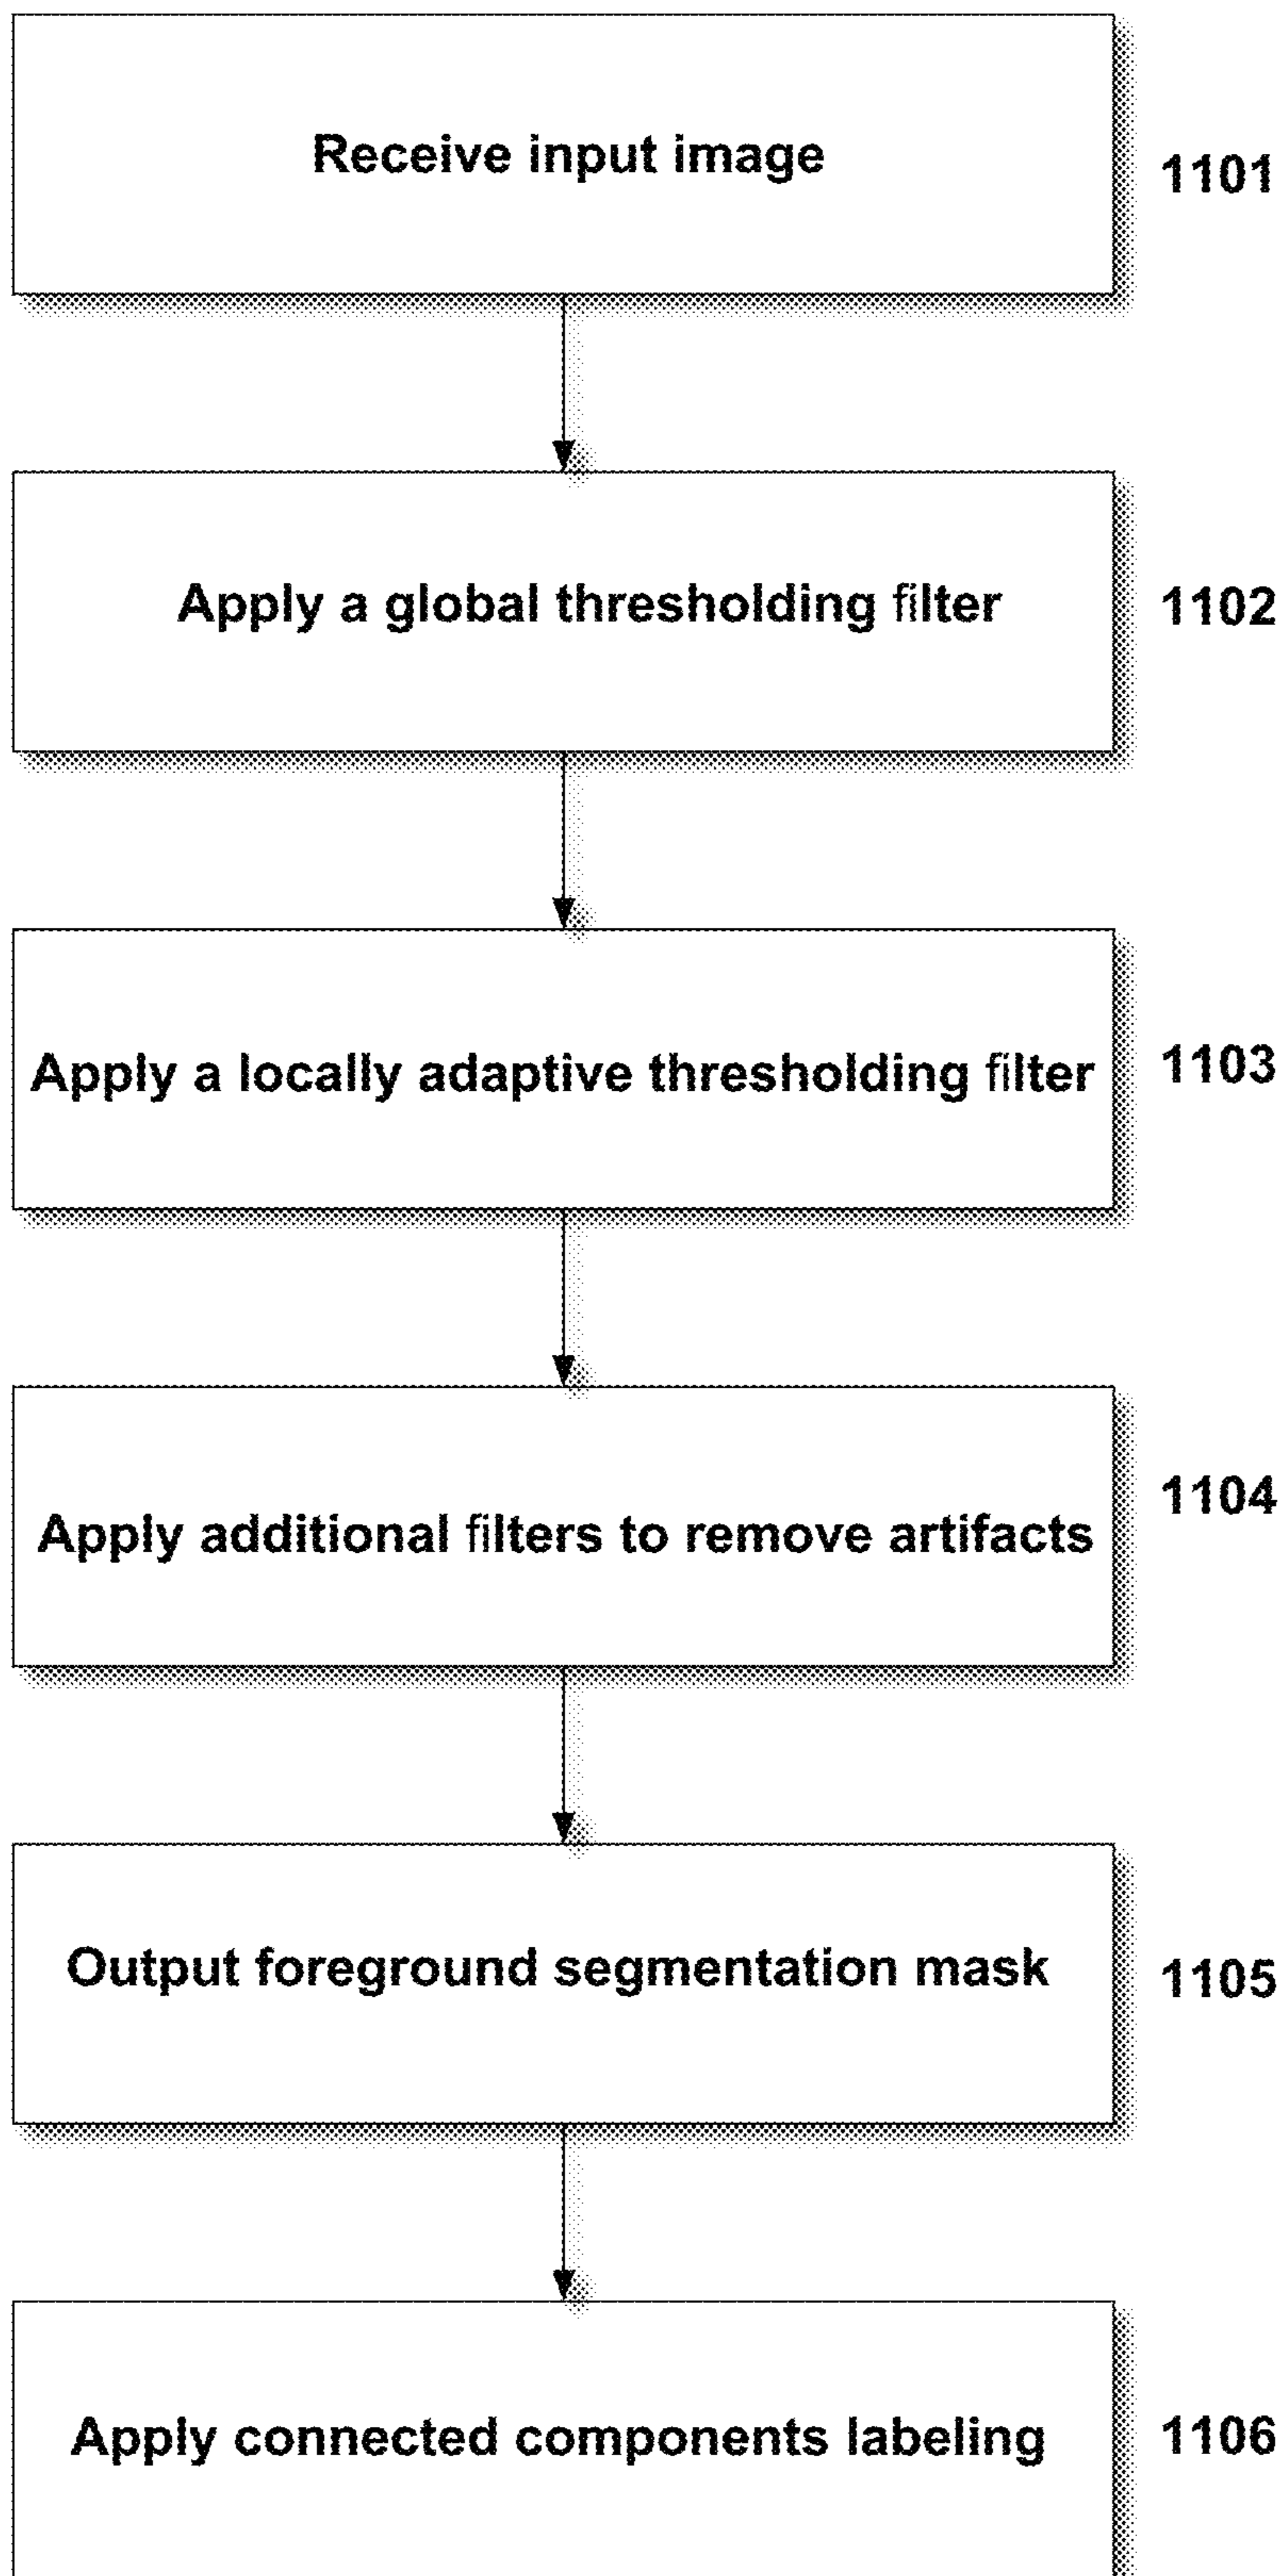 Receive input image
1101
Apply a global thresholding filter
1102
Apply a locally adaptive thresholding filter
1103
Apply additional filters to remove artifacts
1104
Output foreground segmentation mask
1105
Apply connected components labeling
1106